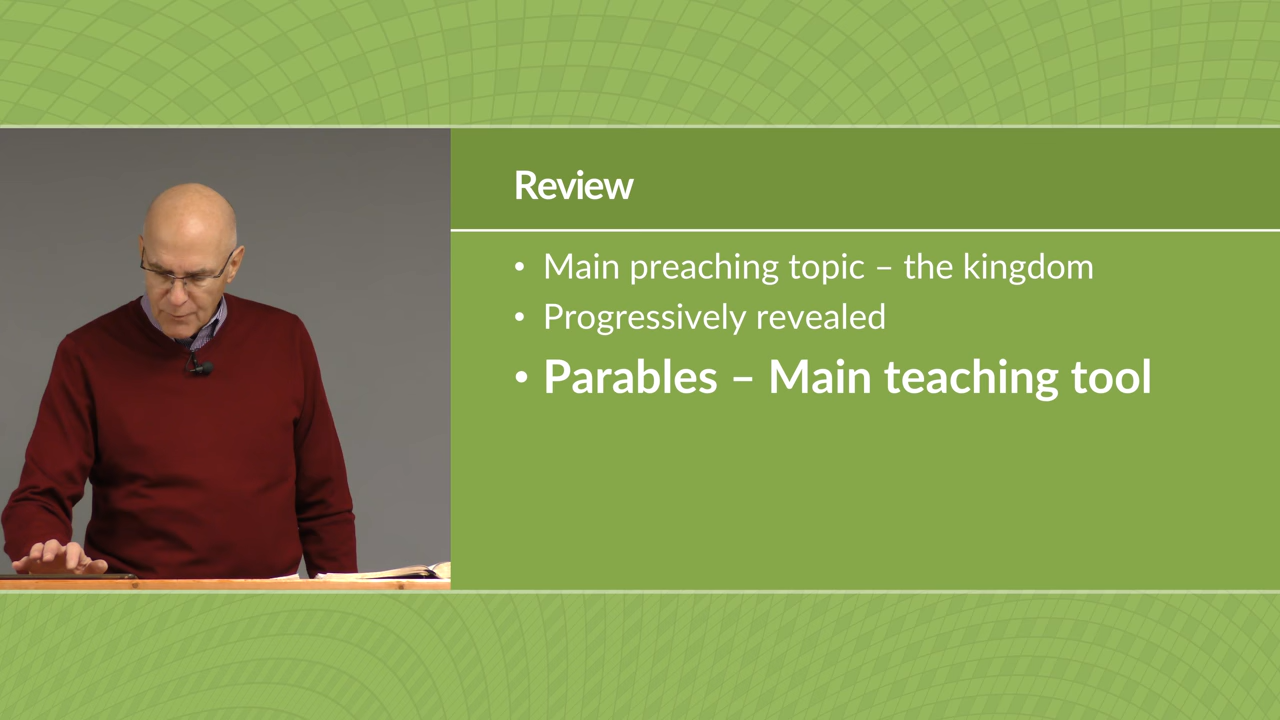 Review
• Main preaching topic – the kingdom
• Progressively revealed
• Parables – Main teaching tool